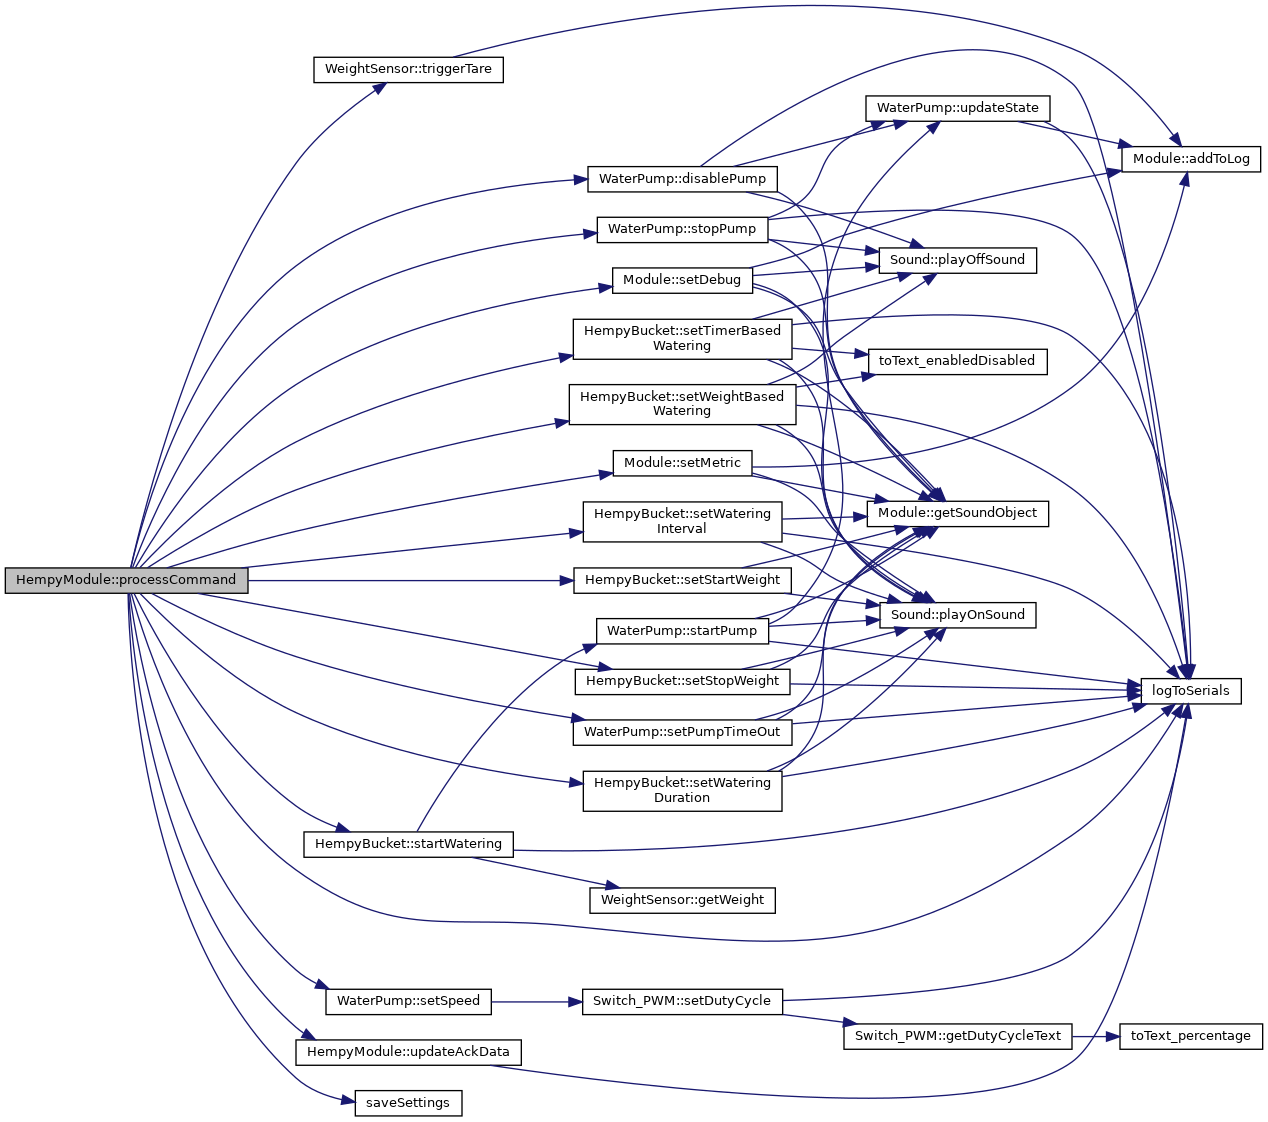 WeightSensor::triggerTare
WaterPump::updateState
Module::addToLog
WaterPump::disablePump
WaterPump::stopPump
Sound::playOffSound
Module::setDebug
HempyBucket::setTimerBased
Watering
toText_enabledDisabled
HempyBucket::setWeightBased
Watering
Module::setMetric
HempyBucket::setWatering
Interval
Module::getSoundObject
HempyModule::processCommand
HempyBucket::setStartWeight
Sound::playOnSound
WaterPump::startPump
HempyBucket::setStopWeight
logToSerials
WaterPump::setPumpTimeOut
HempyBucket::setWatering
Duration
HempyBucket::startWatering
WeightSensor::getWeight
WaterPump::setSpeed
Switch_PWM::setDutyCycle
Switch_PWM::getDutyCycleText
toText_percentage
HempyModule::updateAckData
saveSettings